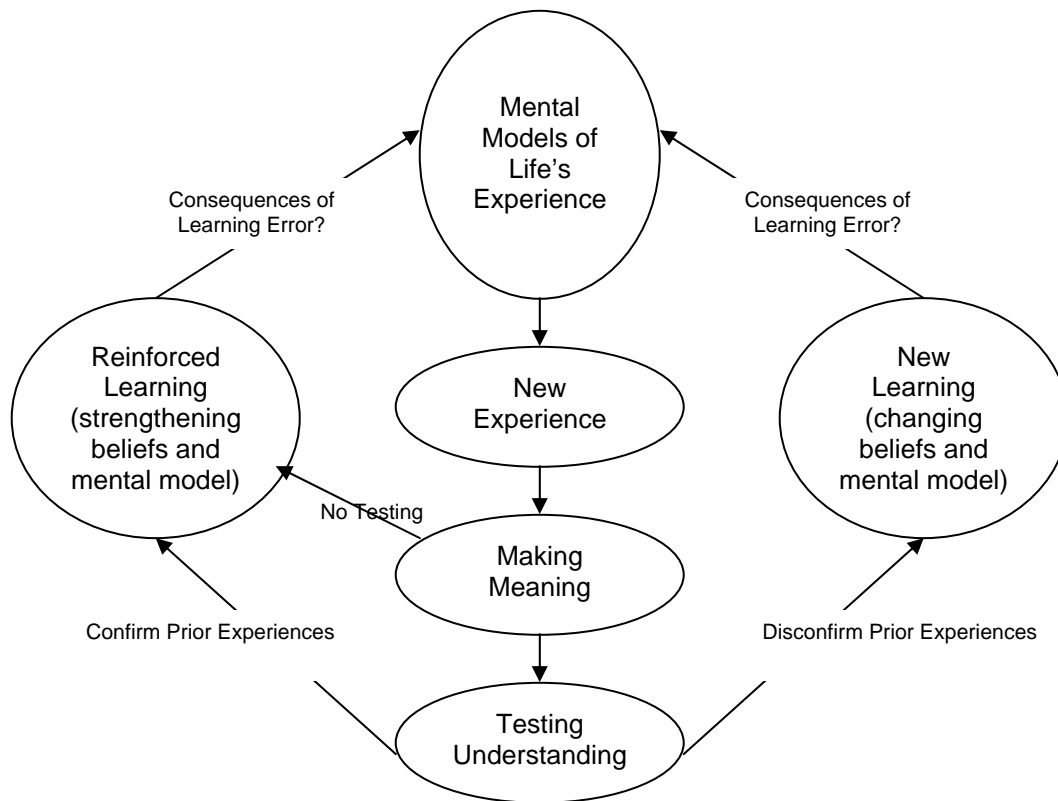 Mental
Models of
Life's
Experience
Consequences of
Learning Error?
Consequences of
Learning Error?
Reinforced
Learning
(strengthening
beliefs and
mental model)
New
Experience
New
Learning
(changing
beliefs
and mental
model)
No Testing
Making
Meaning
Confirm Prior Experiences
Disconfirm Prior Experiences
Testing
Understanding